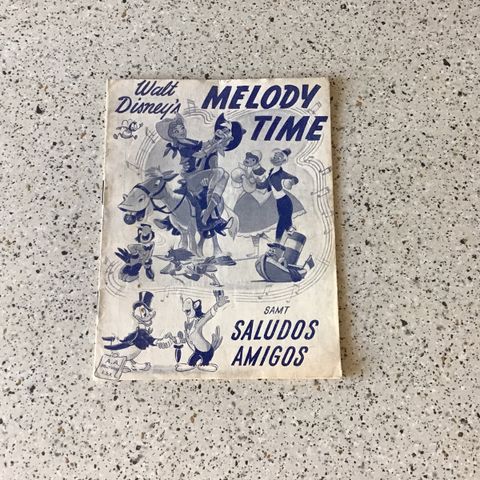 Walt
Disney's
MELODY
TIME
SAMT
SALUDOS
AMIGOS